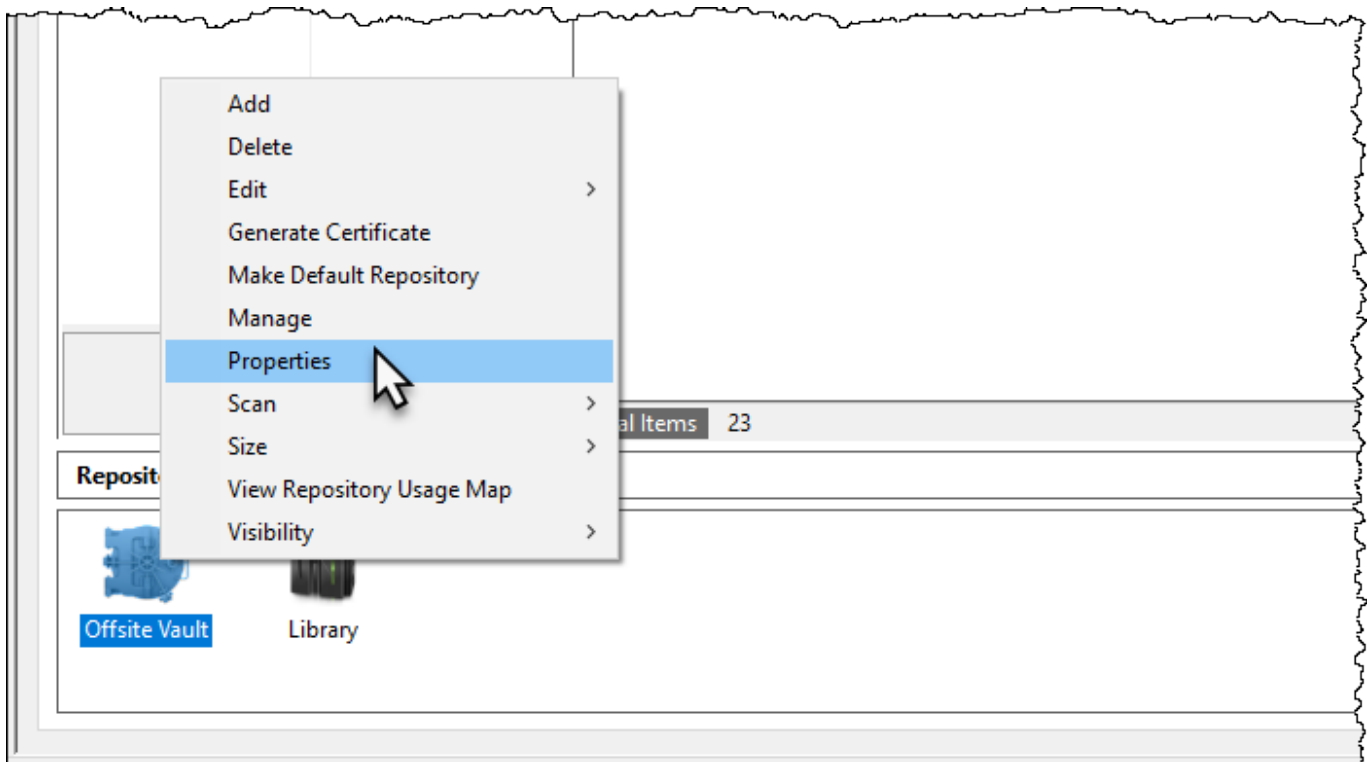 Add
Delete
Edit
Generate Certificate
Make Default Repository
Manage
Properties
Scan
al Items 23
Size
Reposit
View Repository Usage Map
Visibility
Offsite Vault
Library